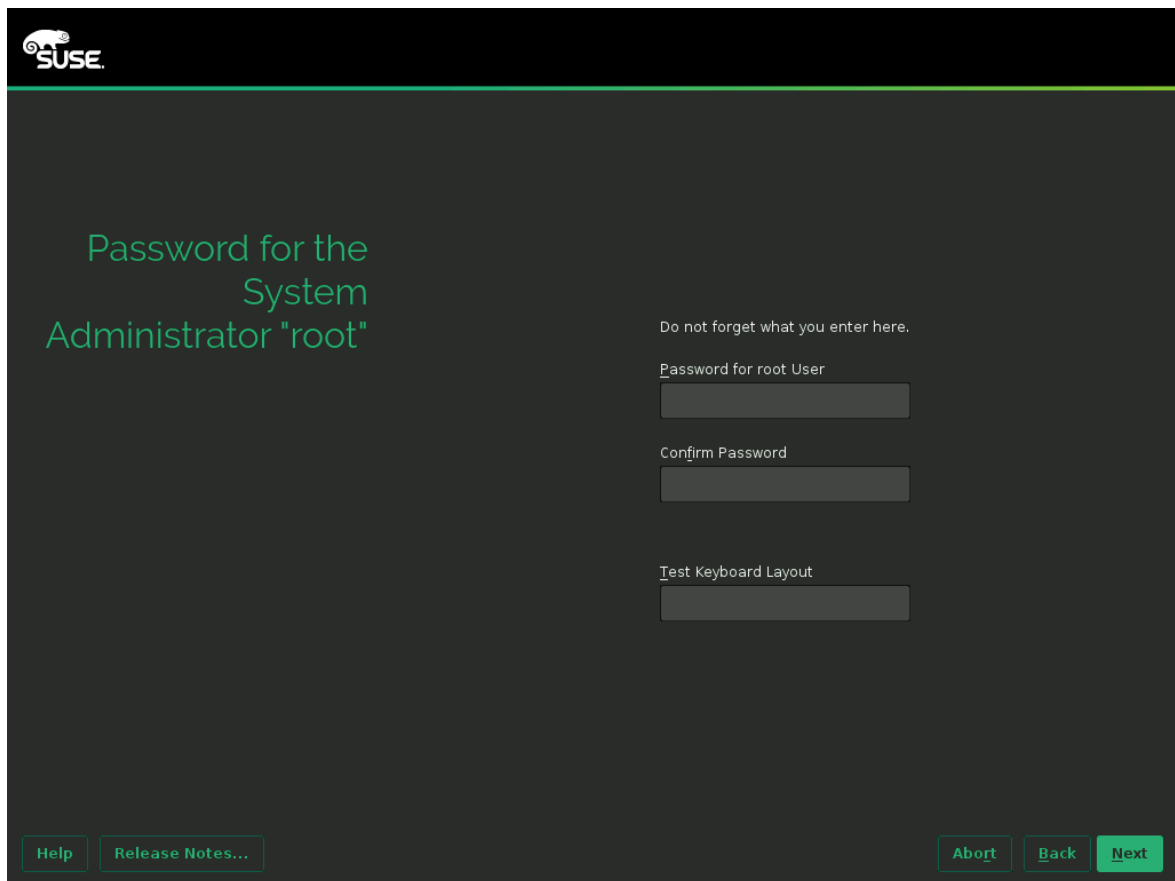 SUSE.
Password for the
System
Administrator "root"
Do not forget what you enter here.
Password for root User
Confirm Password
Test Keyboard Layout
Help Release Notes... Abort Back Next